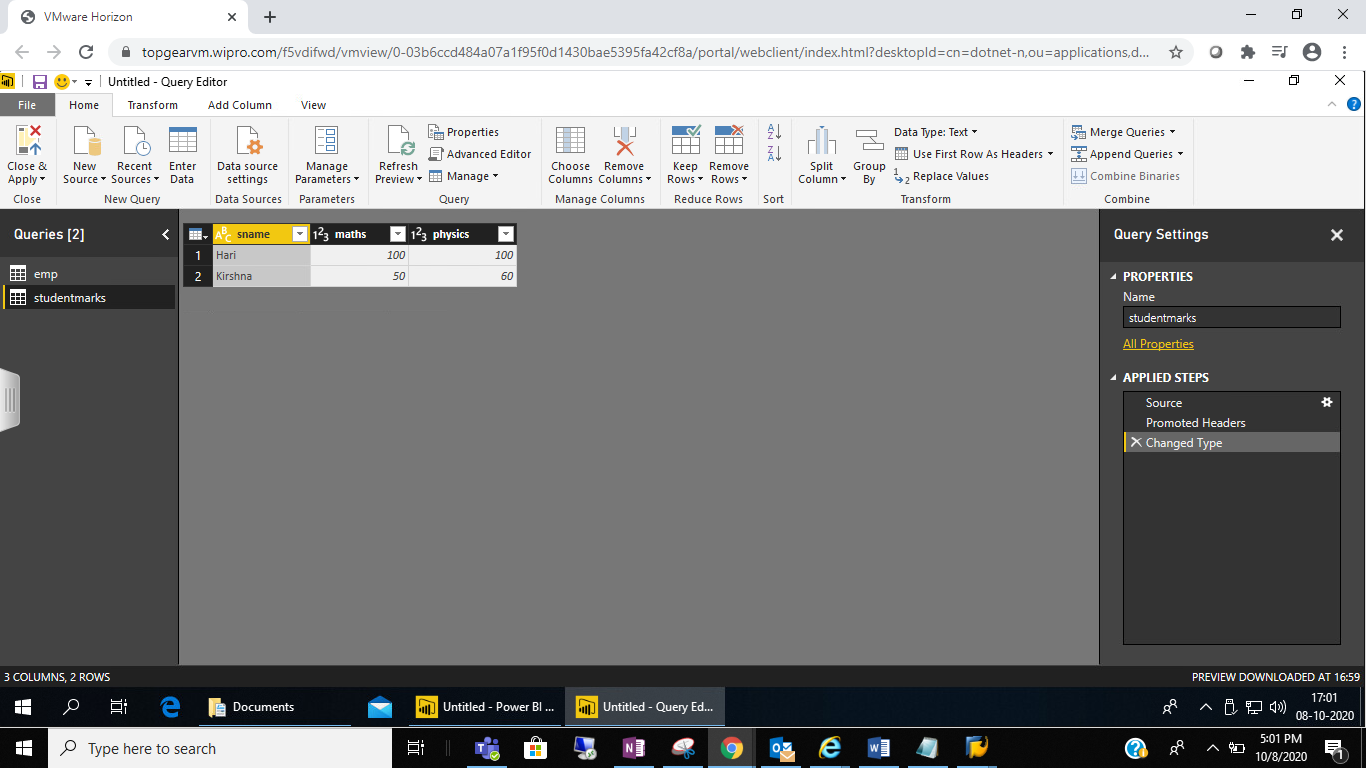 VMware Horizon
topgearvm.wipro.com/f5vdifwd/vmview/0-03b6ccd484a07a1f95f0d1430bae5395fa42cf8a/portal/webclient/index.html?desktopId=cn=dotnet-n,ou=applications,d...
Untitled - Query Editor
File Home Transform Add Column View
Close & Apply
New Source
Recent Sources
Enter Data
Data source settings
Manage Parameters
Refresh Preview
Properties
Advanced Editor
Manage
Choose Columns
Remove Columns
Keep Rows
Remove Rows
Split Column
Group By
Data Type: Text
Use First Row As Headers
Replace Values
Merge Queries
Append Queries
Combine Binaries
Close New Query Data Sources Parameters Query Manage Columns Reduce Rows Sort Transform Combine
Queries [2]
emp
studentmarks
ABC sname 123 maths 123 physics
1 Hari 100 100
2 Kirshna 50 60
Query Settings
PROPERTIES
Name
studentmarks
All Properties
APPLIED STEPS
Source
Promoted Headers
Changed Type
3 COLUMNS, 2 ROWS PREVIEW DOWNLOADED AT 16:59
Documents Untitled - Power BI ... Untitled - Query Ed... 17:01
08-10-2020
Type here to search 5:01 PM
10/8/2020
1